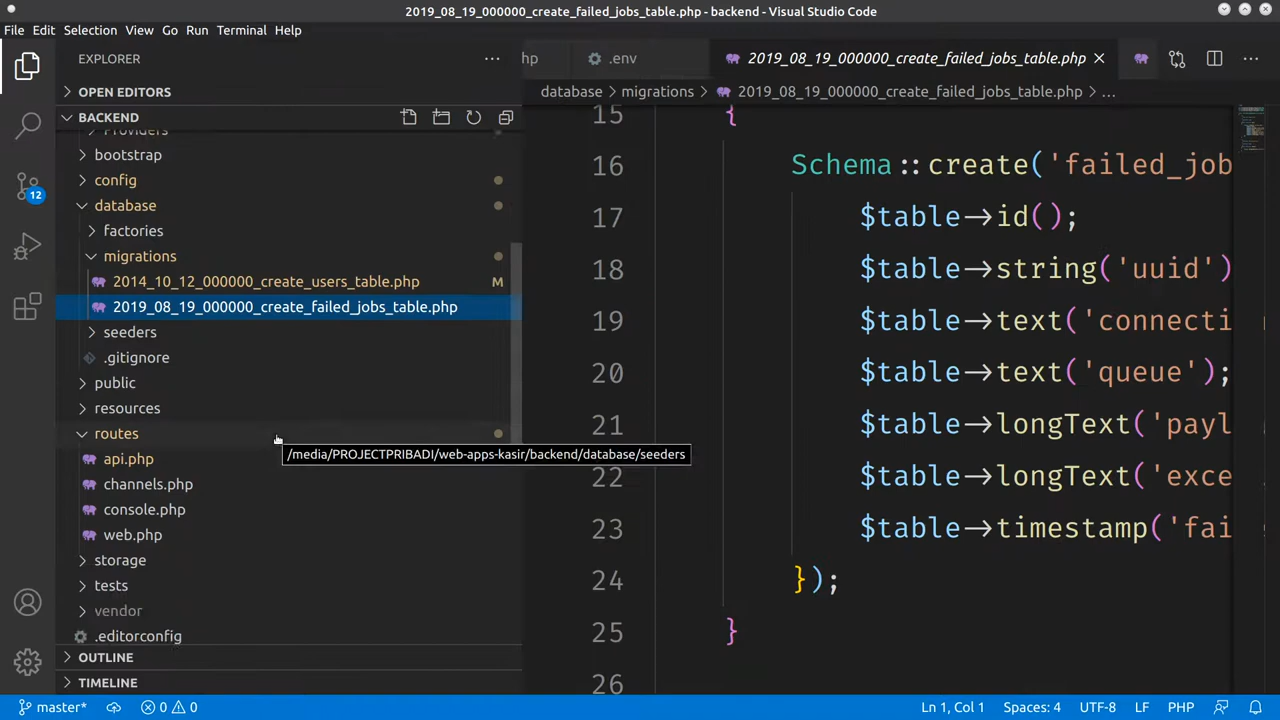 2019_08_19_000000_create_failed_jobs_table.php - backend - Visual Studio Code
File Edit Selection View Go Run Terminal Help
EXPLORER
hp
.env
2019_08_19_000000_create_failed_jobs_table.php
OPEN EDITORS
database > migrations > 2019_08_19_000000_create_failed_jobs_table.php > ...
BACKEND
Providers
bootstrap
config
database
factories
migrations
2014_10_12_000000_create_users_table.php M
2019_08_19_000000_create_failed_jobs_table.php
seeders
.gitignore
public
resources
routes
/media/PROJECTPRIBADI/web-apps-kasir/backend/database/seeders
api.php
channels.php
console.php
web.php
storage
tests
vendor
.editorconfig
OUTLINE
TIMELINE
12
15 {
16 Schema::create('failed_job
17 $table->id();
18 $table->string('uuid')
19 $table->text('connecti
20 $table->text('queue');
21 $table->longText('payl
22 $table->longText('exce
23 $table->timestamp('fai
24 });
25 }
26
master* 0 0 Ln 1, Col 1 Spaces: 4 UTF-8 LF PHP